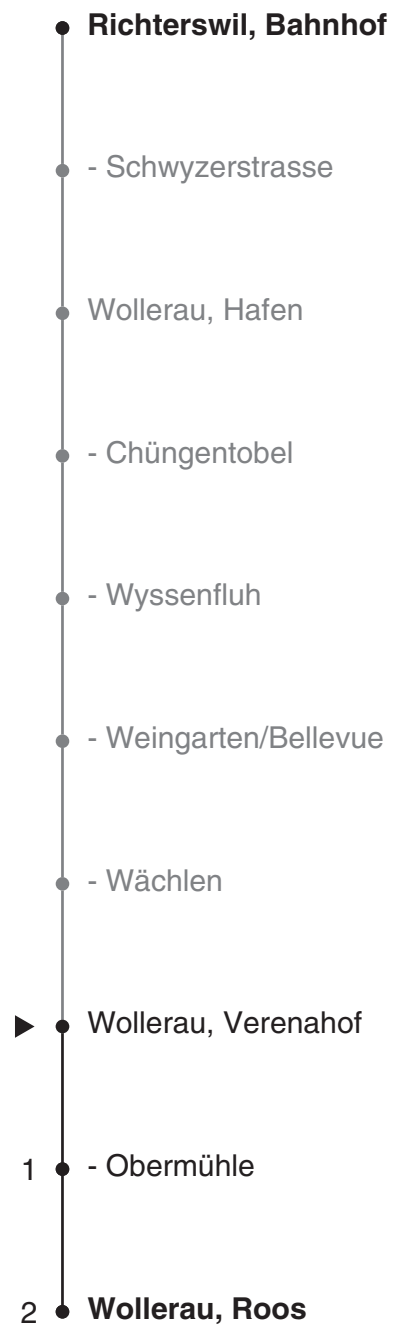 Richterswil, Bahnhof
- Schwyzerstrasse
Wollerau, Hafen
- Chüngentobel
- Wyssenfluh
- Weingarten/Bellevue
- Wächlen
Wollerau, Verenahof
1 - Obermühle
2 Wollerau, Roos